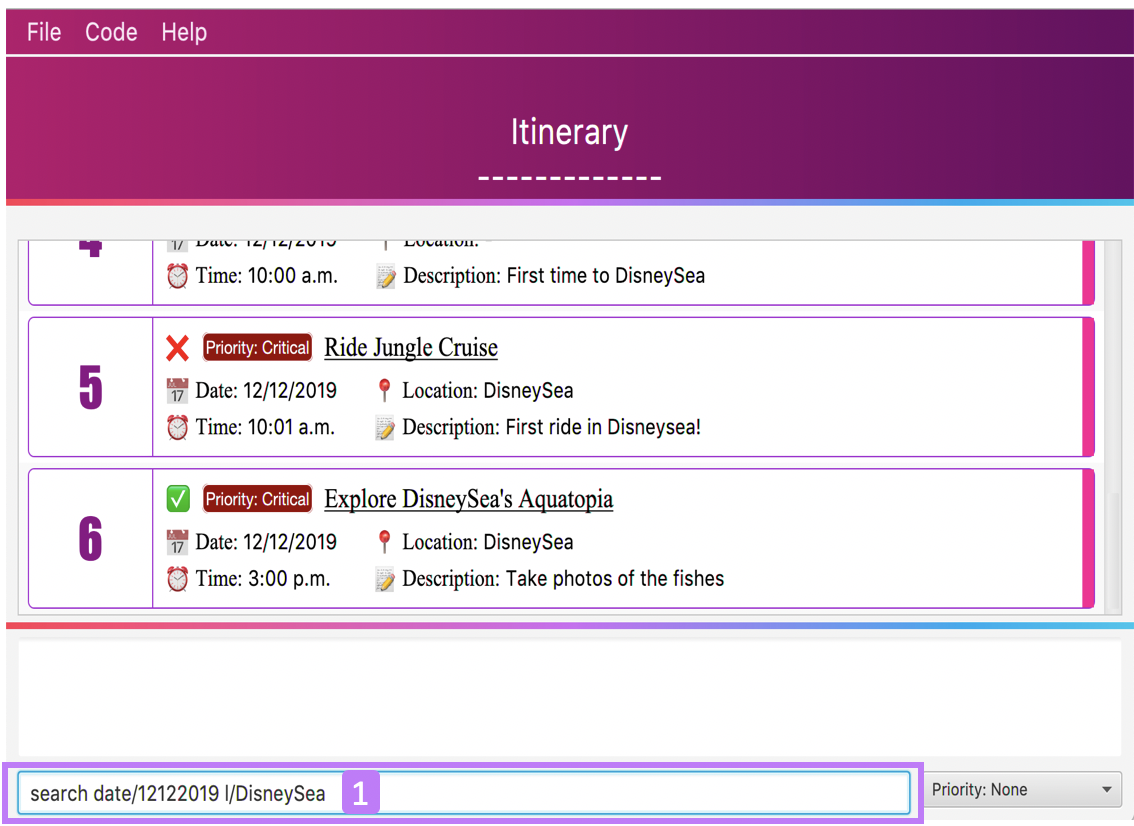 File Code Help
Itinerary
-------------
4
17 Date: 12/12/2019 Location: -
Time: 10:00 a.m. Description: First time to DisneySea
5
Priority: Critical Ride Jungle Cruise
17 Date: 12/12/2019 Location: DisneySea
Time: 10:01 a.m. Description: First ride in Disneysea!
6
Priority: Critical Explore DisneySea's Aquatopia
17 Date: 12/12/2019 Location: DisneySea
Time: 3:00 p.m. Description: Take photos of the fishes
search date/12122019 l/DisneySea 1 Priority: None